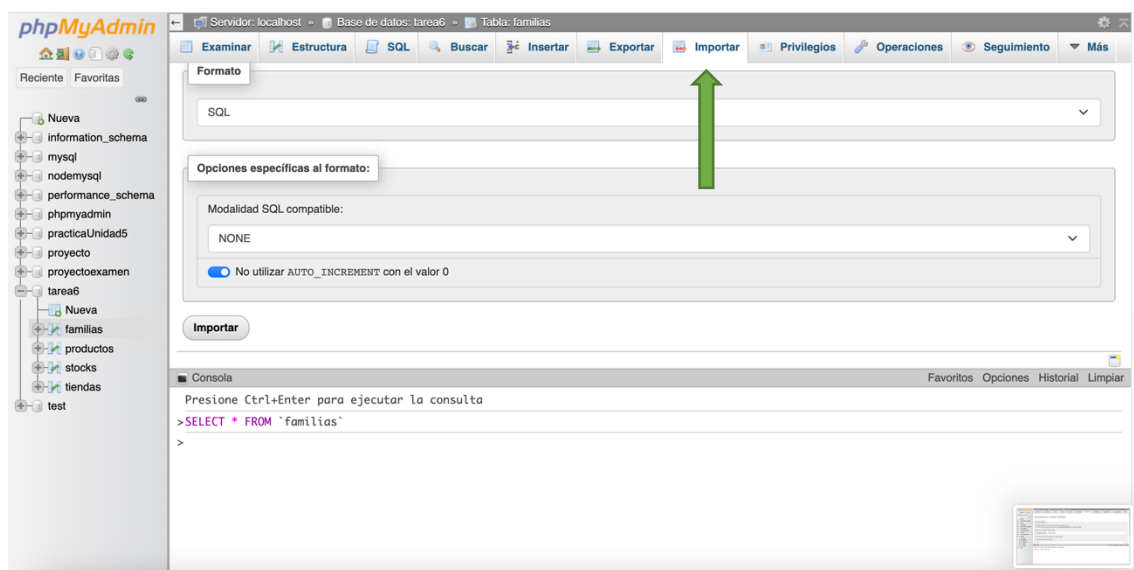 phpMyAdmin
Reciente Favoritas
Nueva
information_schema
mysql
nodemysql
performance_schema
phpmyadmin
practicaUnidad5
proyecto
proyectoexamen
tarea6
Nueva
familias
productos
stocks
tiendas
test
Servidor: localhost » Base de datos: tarea6 » Tabla: familias
Examinar Estructura SQL Buscar Insertar Exportar Importar Privilegios Operaciones Seguimiento Más
Formato
SQL
Opciones específicas al formato:
Modalidad SQL compatible:
NONE
No utilizar AUTO_INCREMENT con el valor 0
Importar
Consola Favoritos Opciones Historial Limpiar
Presione Ctrl+Enter para ejecutar la consulta
>SELECT * FROM `familias`
>